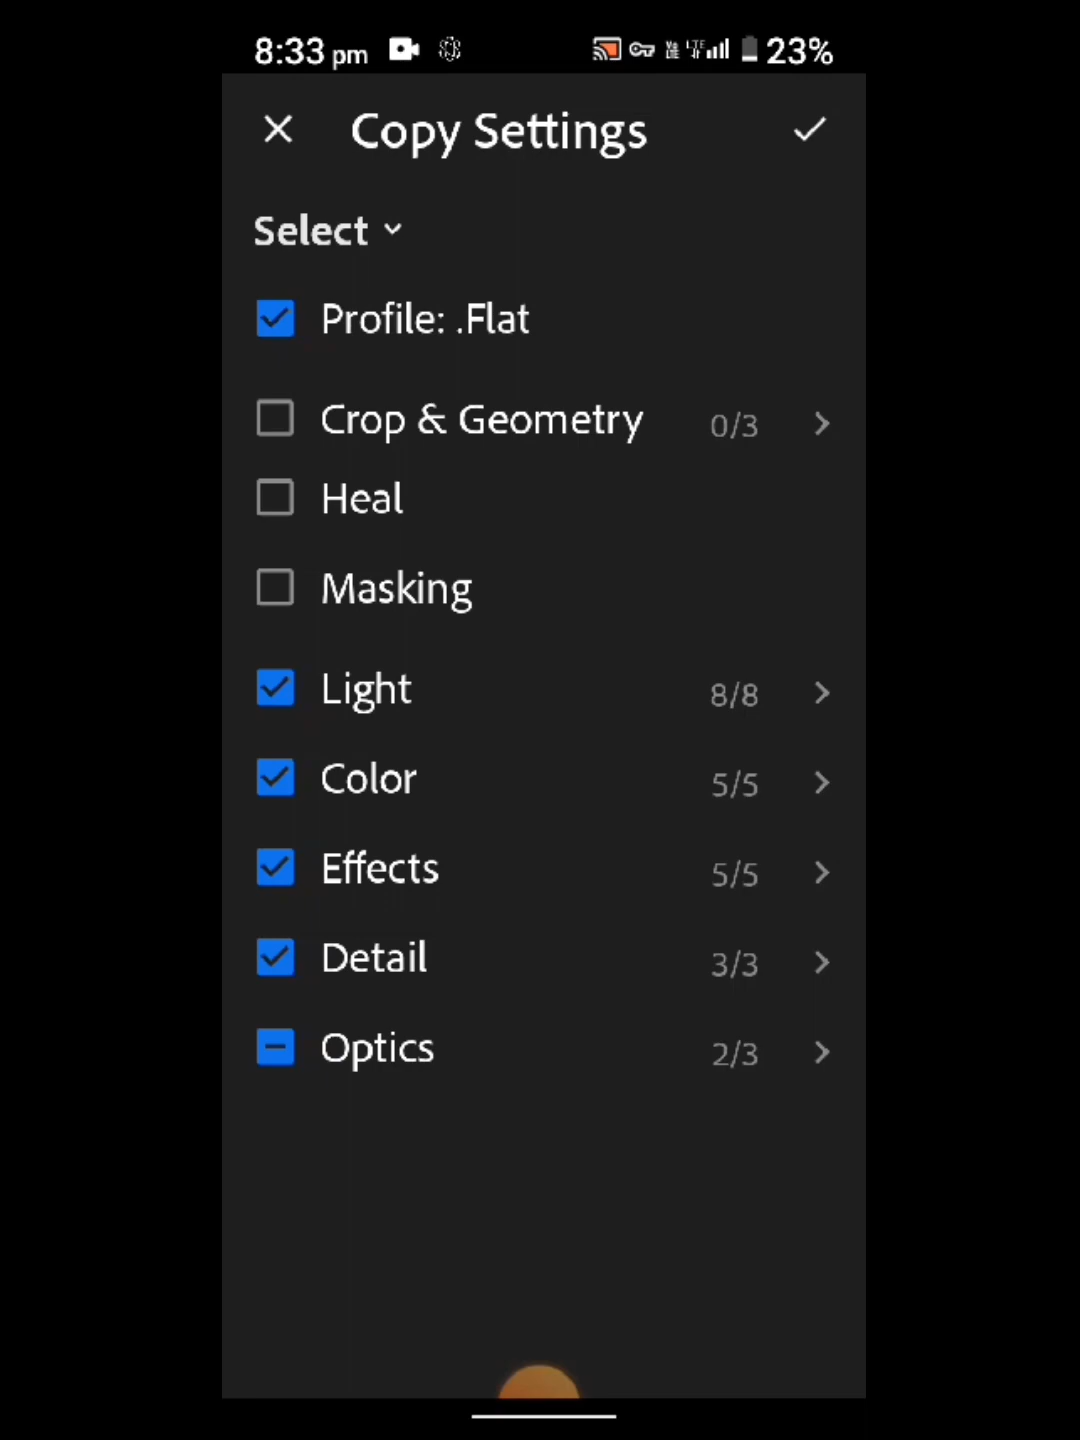 8:33 pm 23%
Copy Settings
Select
Profile: .Flat
Crop & Geometry 0/3
Heal
Masking
Light 8/8
Color 5/5
Effects 5/5
Detail 3/3
Optics 2/3